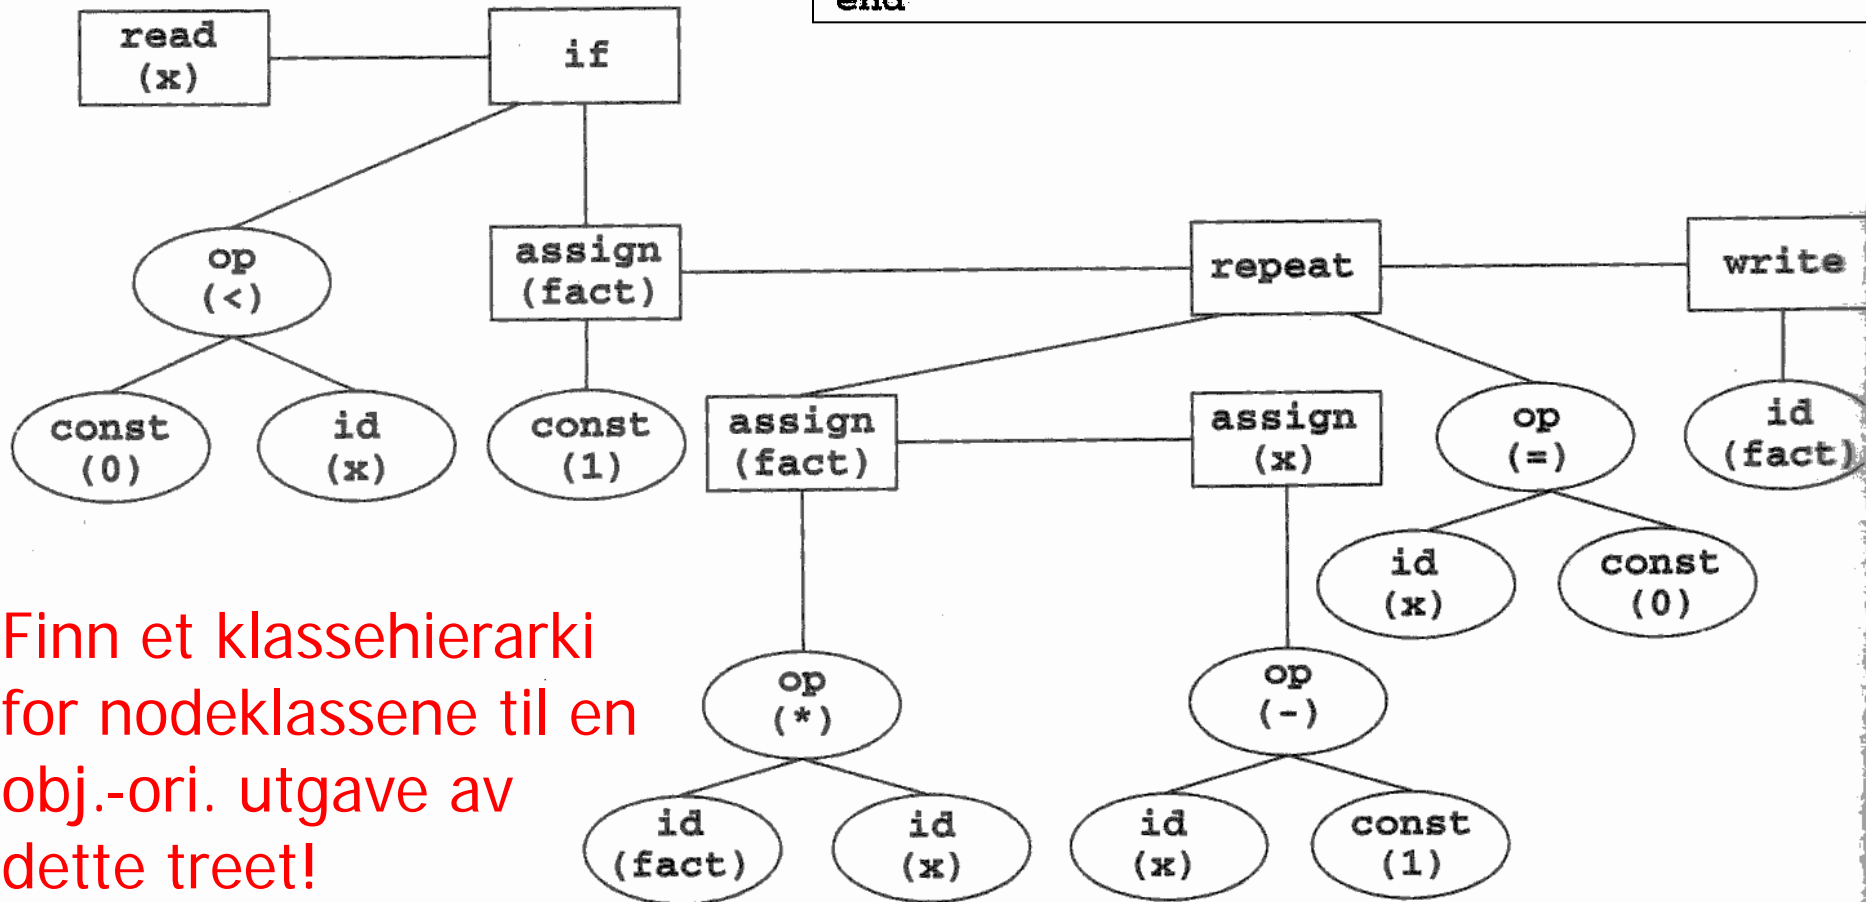 end
read
(x)
if
op
(<)
assign
(fact)
repeat
write
const
(0)
id
(x)
const
(1)
assign
(fact)
assign
(x)
op
(=)
id
(fact)
id
(x)
const
(0)
op
(*)
op
(-)
id
(fact)
id
(x)
id
(x)
const
(1)
Finn et klassehierarki
for nodeklassene til en
obj.-ori. utgave av
dette treet!